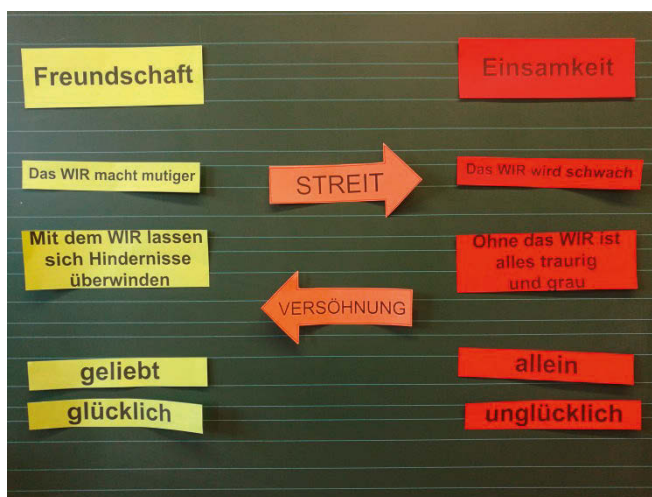 Freundschaft
Einsamkeit
Das WIR macht mutiger
STREIT
Das WIR wird schwach
Mit dem WIR lassen
sich Hindernisse
überwinden
VERSÖHNUNG
Ohne das WIR ist
alles traurig
und grau
geliebt
glücklich
allein
unglücklich